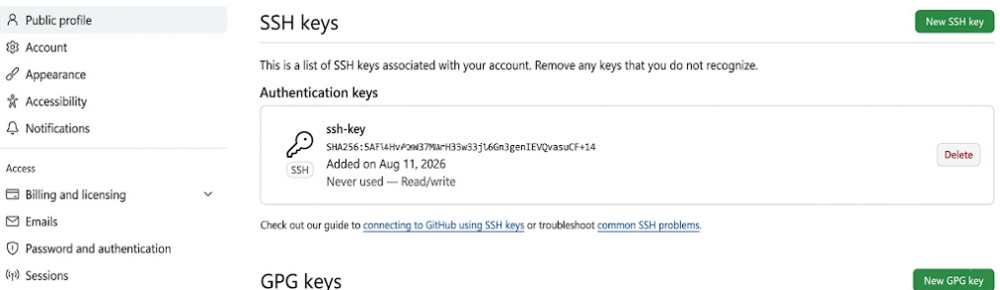 Public profile
Account
Appearance
Accessibility
Notifications
Access
Billing and licensing
Emails
Password and authentication
Sessions
SSH keys
New SSH key
This is a list of SSH keys associated with your account. Remove any keys that you do not recognize.
Authentication keys
ssh-key
SSH
Added on Aug 11, 2026
Never used — Read/write
Delete
Check out our guide to connecting to GitHub using SSH keys or troubleshoot common SSH problems.
GPG keys
New GPG key